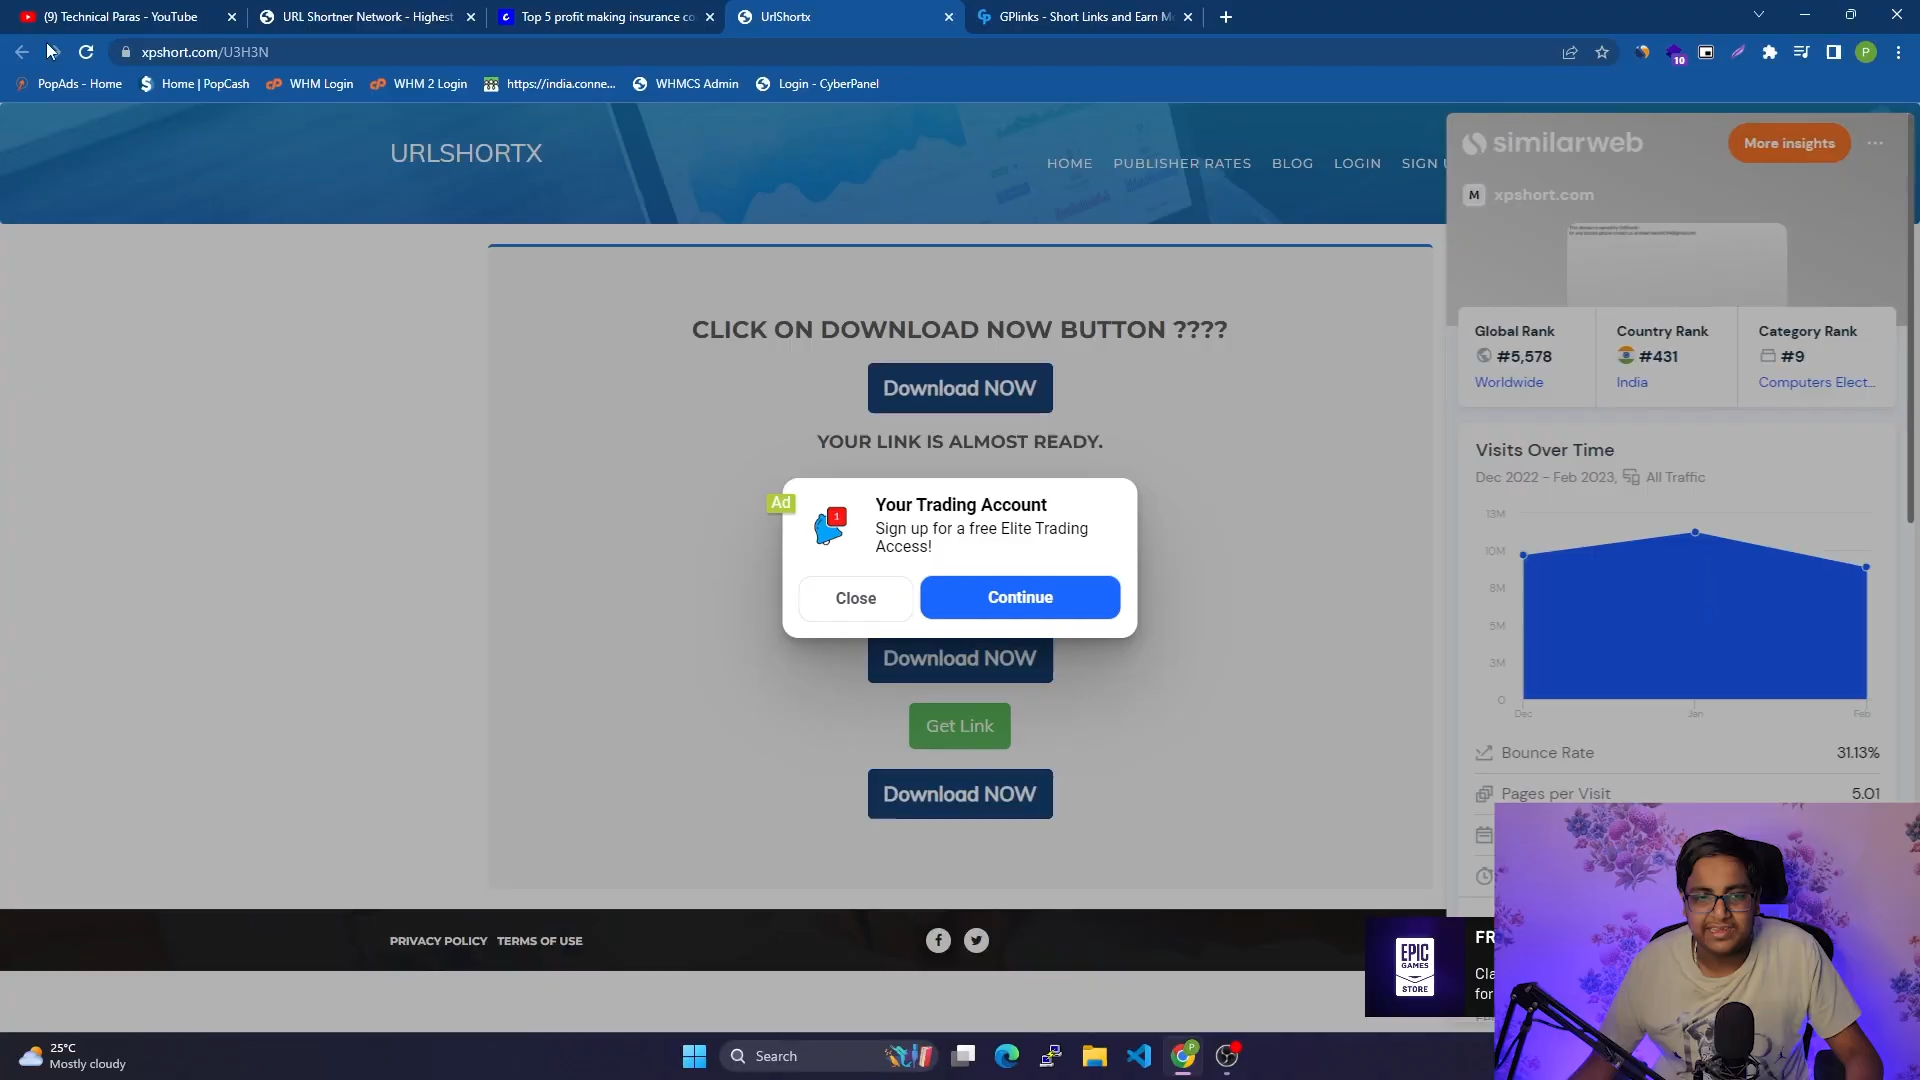 (9) Technical Paras - YouTube
URL Shortner Network - Highest
Top 5 profit making insurance co
UrlShortx
GPlinks - Short Links and Earn M
xpshort.com/U3H3N
10
P
PopAds - Home
Home | PopCash
WHM Login
WHM 2 Login
https://india.conne...
WHMCS Admin
Login - CyberPanel
URLSHORTX
HOME
PUBLISHER RATES
BLOG
LOGIN
SIGN
similarweb
More insights
M xpshort.com
Global Rank
#5,578
Worldwide
Country Rank
#431
India
Category Rank
#9
Computers Elect...
CLICK ON DOWNLOAD NOW BUTTON ????
Download NOW
YOUR LINK IS ALMOST READY.
Ad
1
Your Trading Account
Sign up for a free Elite Trading
Access!
Close
Continue
Download NOW
Get Link
Download NOW
Visits Over Time
Dec 2022 - Feb 2023,
All Traffic
13M
10M
8M
5M
3M
0
Dec
Jan
Feb
Bounce Rate
31.13%
Pages per Visit
5.01
PRIVACY POLICY
TERMS OF USE
EPIC
GAMES
STORE
FR
Cla
for
25°C
Mostly cloudy
Search
P